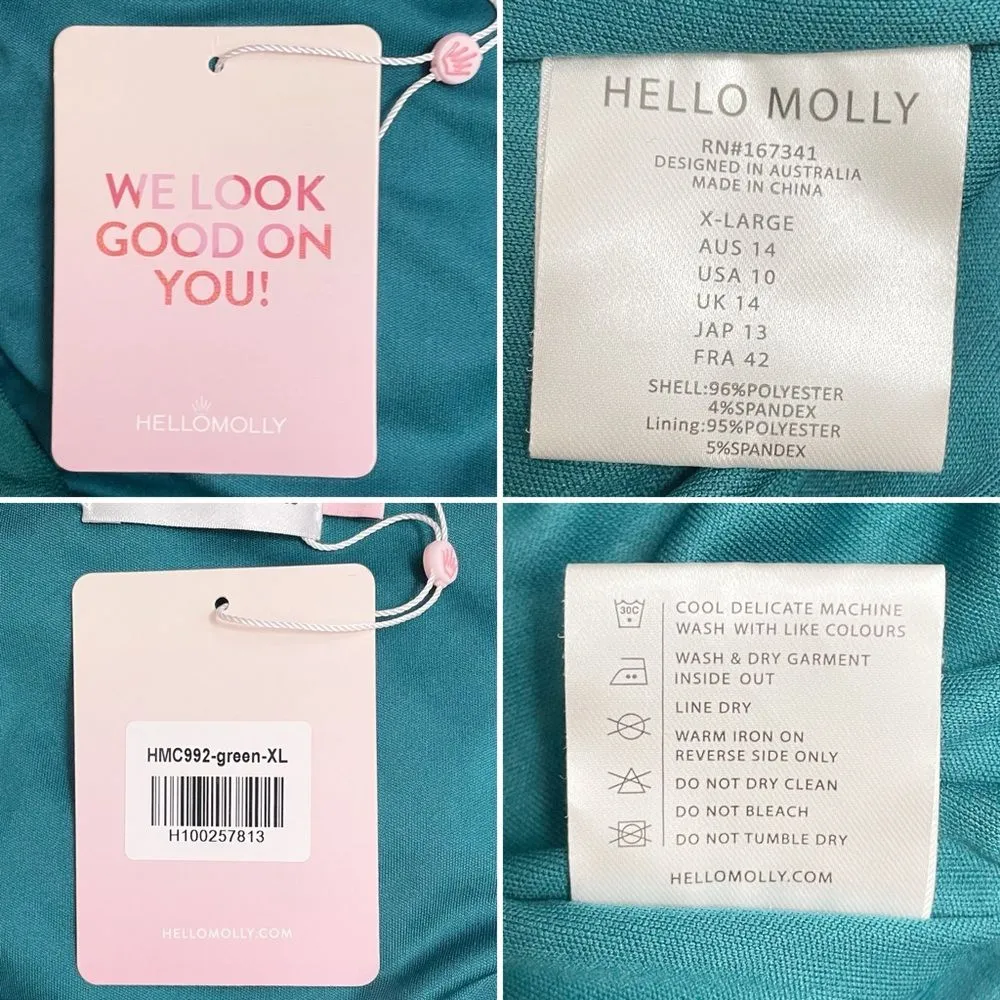 WE LOOK
GOOD ON
YOU!
HELLOMOLLY
HELLO MOLLY
RN#167341
DESIGNED IN AUSTRALIA
MADE IN CHINA
X-LARGE
AUS 14
USA 10
UK 14
JAP 13
FRA 42
SHELL:96%POLYESTER
4%SPANDEX
Lining:95%POLYESTER
5%SPANDEX
HMC992-green-XL
H100257813
HELLOMOLLY.COM
30C
COOL DELICATE MACHINE
WASH WITH LIKE COLOURS
WASH & DRY GARMENT
INSIDE OUT
LINE DRY
WARM IRON ON
REVERSE SIDE ONLY
DO NOT DRY CLEAN
DO NOT BLEACH
DO NOT TUMBLE DRY
HELLOMOLLY.COM